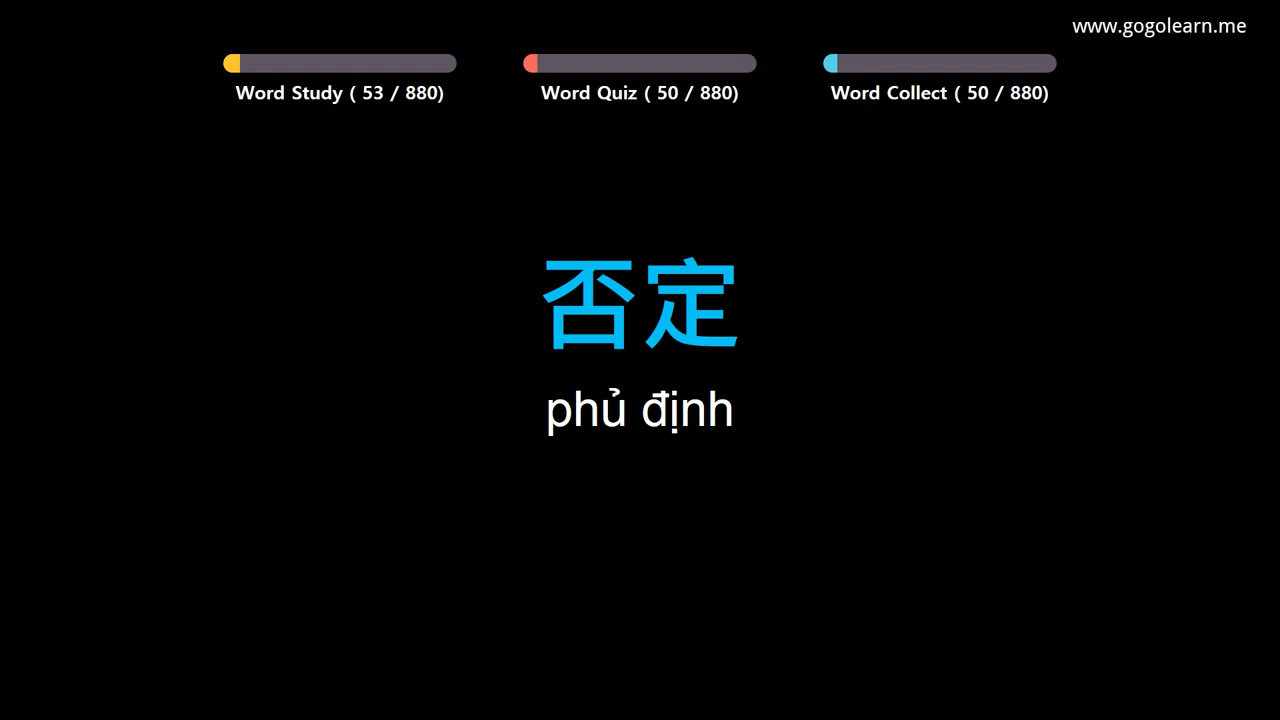 www.gogolearn.me
Word Study ( 53 / 880)
Word Quiz ( 50 / 880)
Word Collect ( 50 / 880)
否定
phủ định